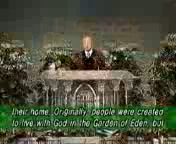 their home. Originally, people were created
to live with God in the Garden of Eden, but